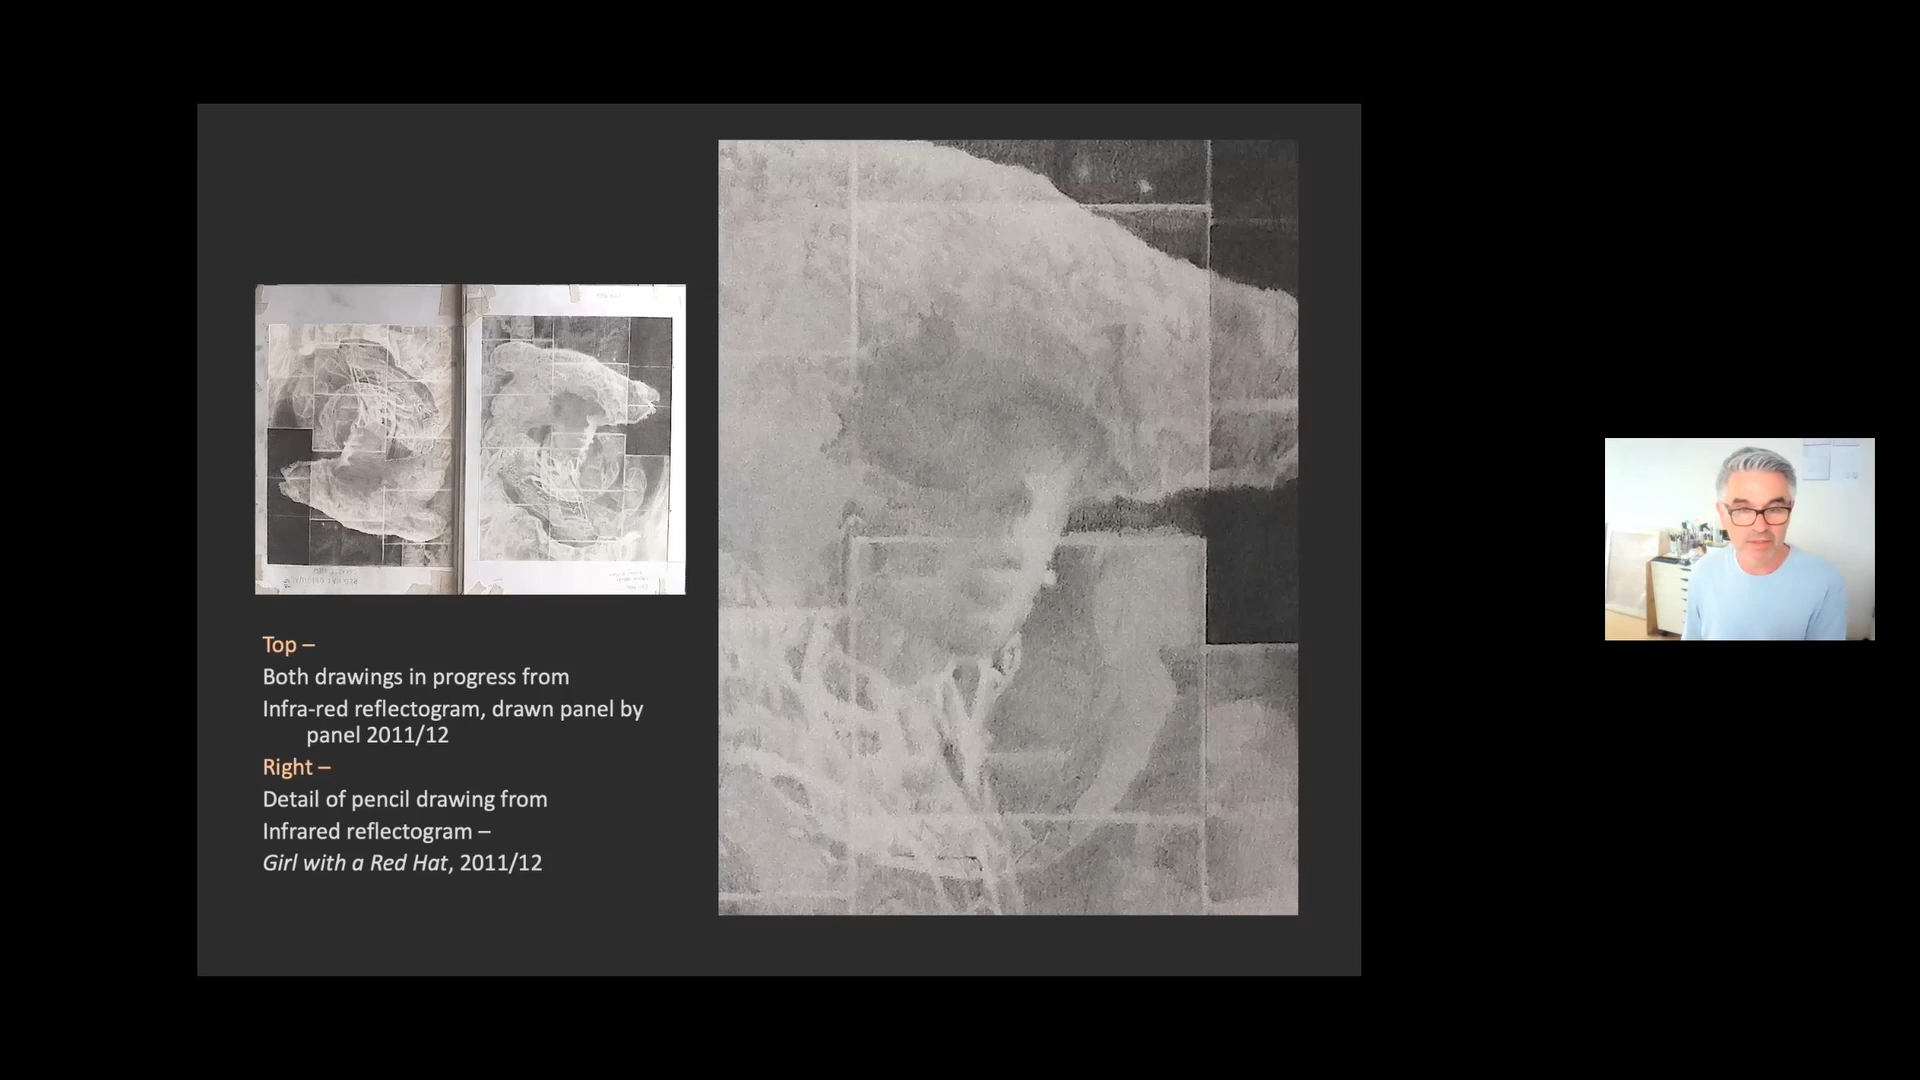 Top –
Both drawings in progress from
Infra-red reflectogram, drawn panel by
panel 2011/12
Right –
Detail of pencil drawing from
Infrared reflectogram –
Girl with a Red Hat, 2011/12